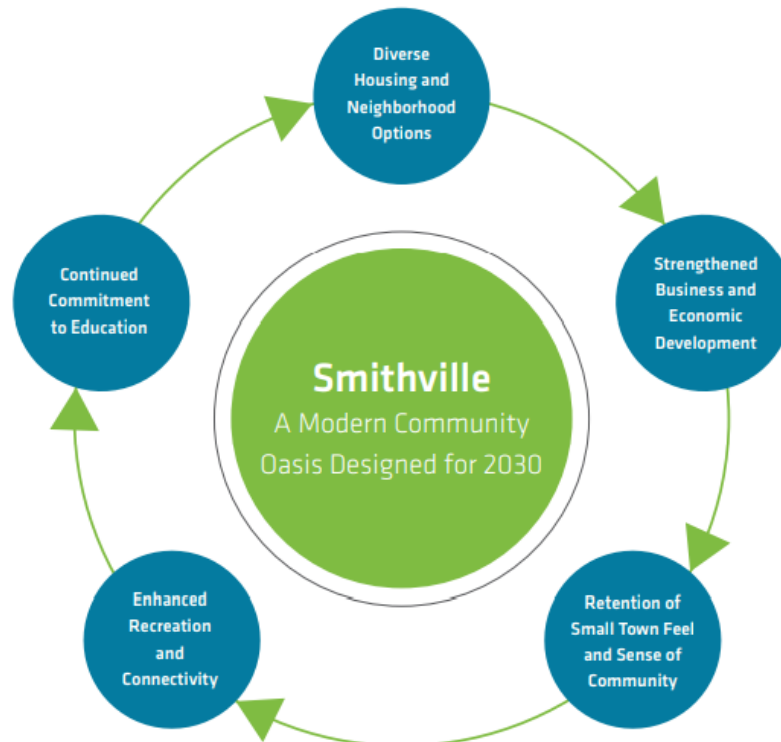 Diverse
Housing and
Neighborhood
Options
Strengthened
Business and
Economic
Development
Retention of
Small Town Feel
and Sense of
Community
Enhanced
Recreation
and
Connectivity
Continued
Commitment
to Education
Smithville
A Modern Community
Oasis Designed for 2030